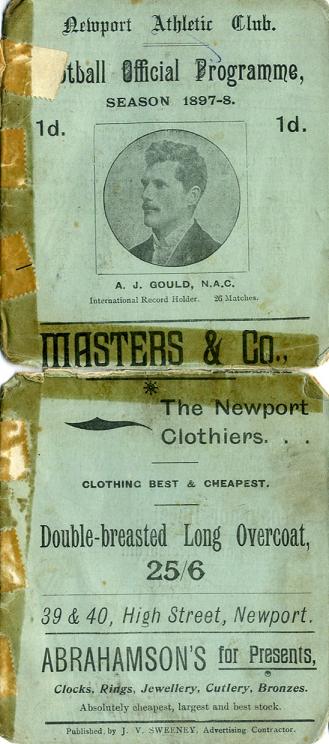 Newport Athletic Club.
otball Official Programme,
SEASON 1897-8.
1d. 1d.
A. J. GOULD, N.A.C.
International Record Holder. 26 Matches.
MASTERS & Co.,
The Newport
Clothiers. . .
CLOTHING BEST & CHEAPEST.
Double-breasted Long Overcoat,
25/6
39 & 40, High Street, Newport.
ABRAHAMSON'S for Presents,
Clocks, Rings, Jewellery, Cutlery, Bronzes.
Absolutely cheapest, largest and best stock.
Published by J. V. SWEENEY, Advertising Contractor.